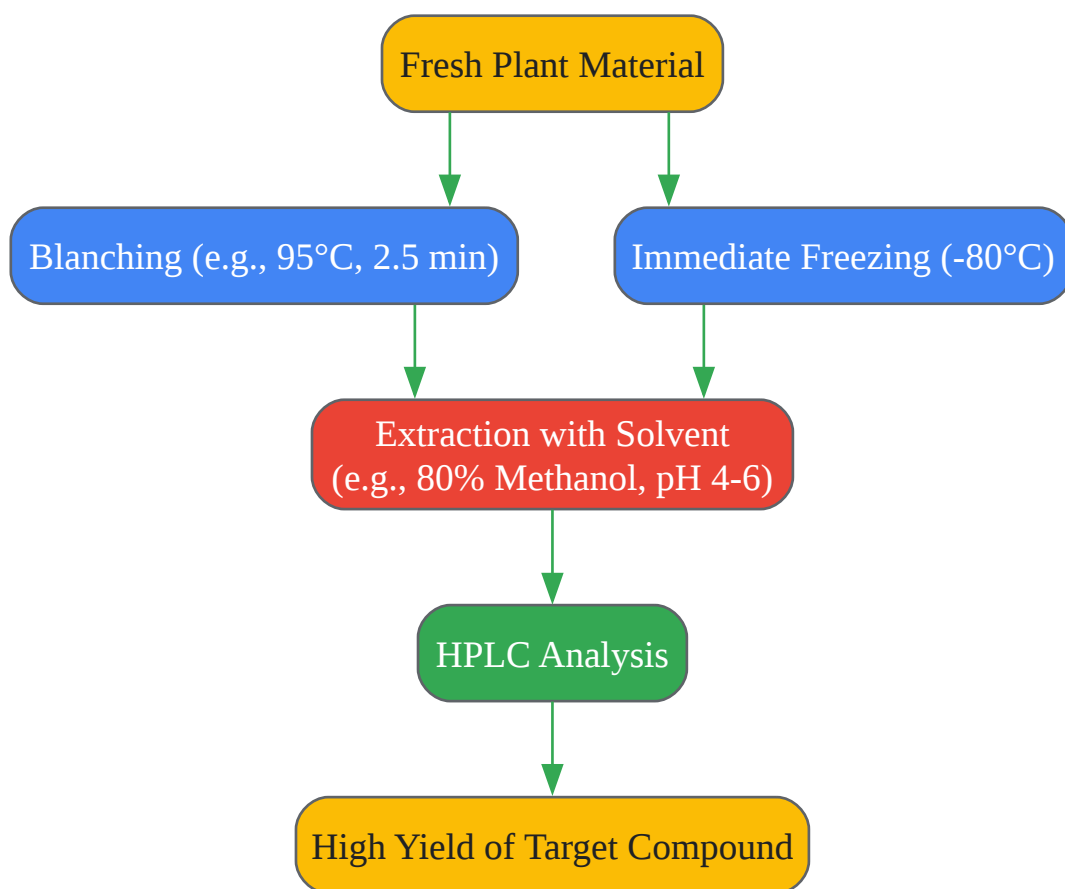 Fresh Plant Material
Blanching (e.g., 95°C, 2.5 min)
Immediate Freezing (-80°C)
Extraction with Solvent
(e.g., 80% Methanol, pH 4-6)
HPLC Analysis
High Yield of Target Compound